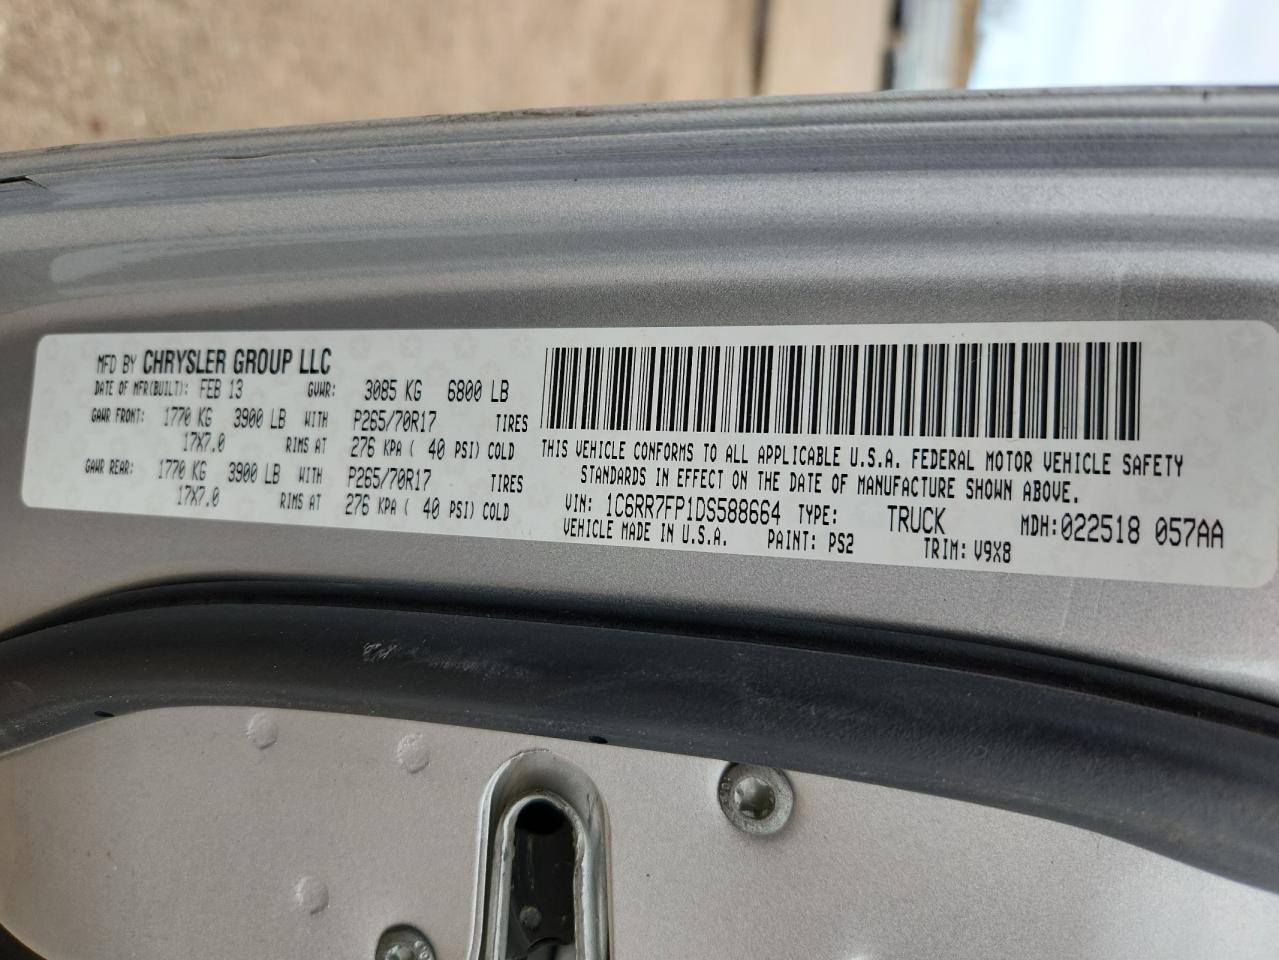 MFD BY CHRYSLER GROUP LLC
DATE OF MFR(BUILT): FEB 13 GVWR: 3085 KG 6800 LB
GAWR FRONT: 1770 KG 3900 LB WITH P265/70R17 TIRES
17X7.0 RIMS AT 276 KPA ( 40 PSI) COLD
GAWR REAR: 1770 KG 3900 LB WITH P265/70R17 TIRES
17X7.0 RIMS AT 276 KPA ( 40 PSI) COLD
THIS VEHICLE CONFORMS TO ALL APPLICABLE U.S.A. FEDERAL MOTOR VEHICLE SAFETY
STANDARDS IN EFFECT ON THE DATE OF MANUFACTURE SHOWN ABOVE.
VIN: 1C6RR7FP1DS588664 TYPE: TRUCK MDH:022518 057AA
VEHICLE MADE IN U.S.A. PAINT: PS2 TRIM: V9X8